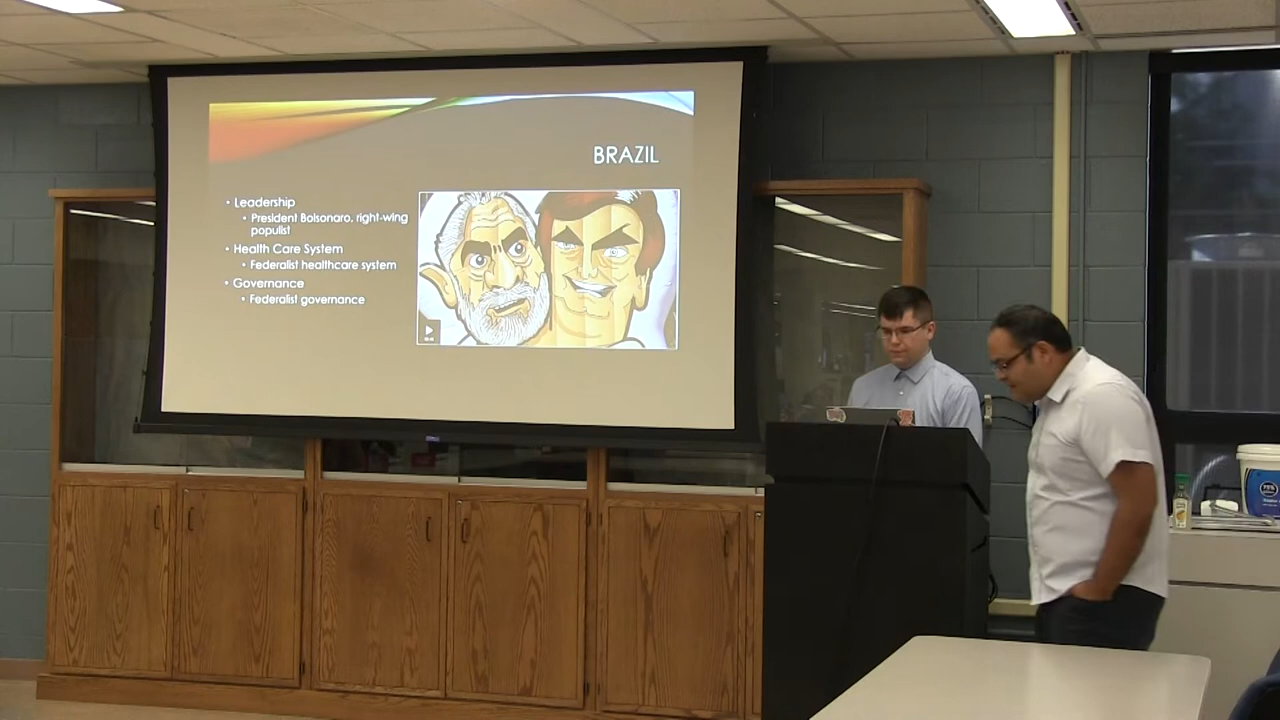 BRAZIL
• Leadership
• President Bolsonaro, right-wing
populist
• Health Care System
• Federalist healthcare system
• Governance
• Federalist governance